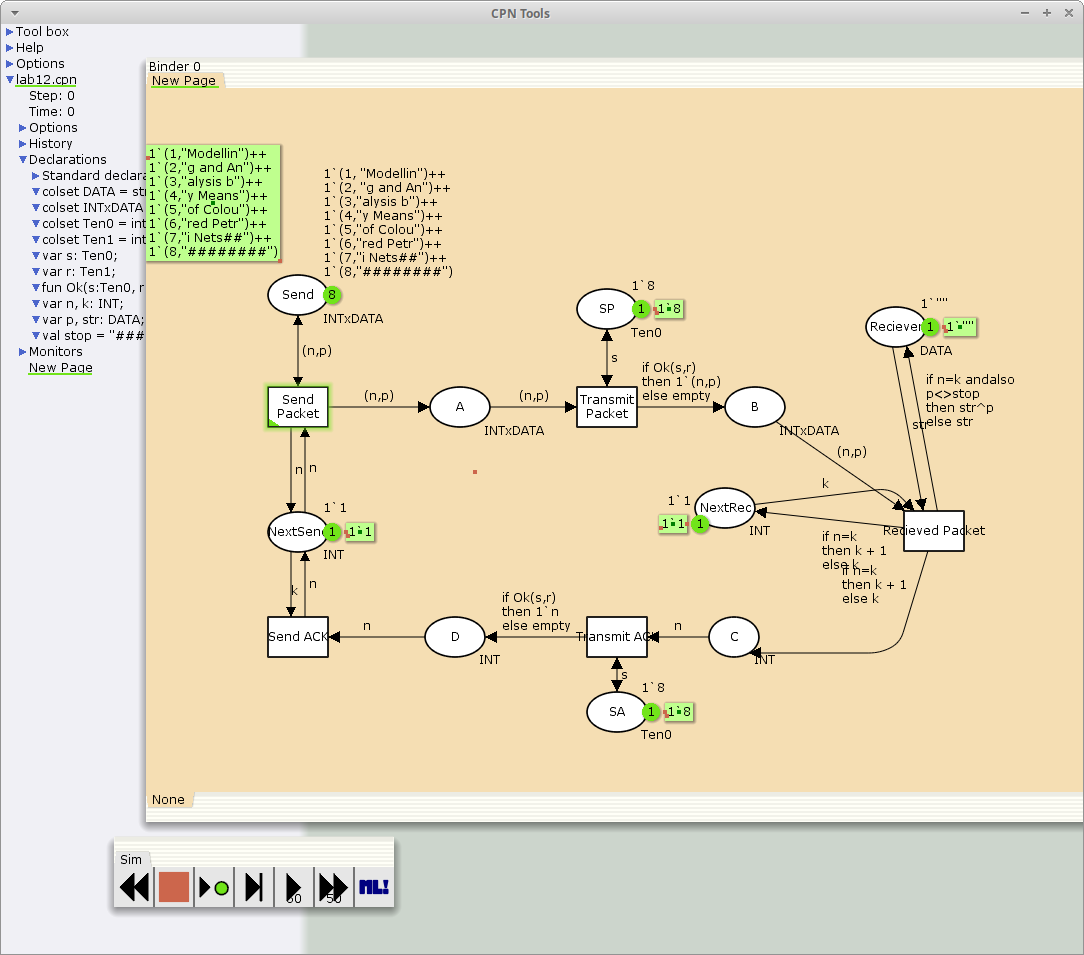 CPN Tools
Tool box
Help
Options
lab12.cpn
Step: 0
Time: 0
Options
History
Declarations
Standard declara
colset DATA = str
colset INTxDATA
colset Ten0 = int
colset Ten1 = int
var s: Ten0;
var r: Ten1;
fun Ok(s:Ten0, r
var n, k: INT;
var p, str: DATA;
val stop = "###
Monitors
New Page
Binder 0
New Page
1`(1,"Modellin")++
1`(2,"g and An")++
1`(3,"alysis b")++
1`(4,"y Means")++
1`(5,"of Colou")++
1`(6,"red Petr")++
1`(7,"i Nets##")++
1`(8,"########")
1`(1, "Modellin")++
1`(2, "g and An")++
1`(3,"alysis b")++
1`(4,"y Means")++
1`(5,"of Colou")++
1`(6,"red Petr")++
1`(7,"i Nets##")++
1`(8,"########")
Send
8
INTxDATA
(n,p)
Send
Packet
(n,p)
A
INTxDATA
(n,p)
1`8
SP
1
1`8
Ten0
s
Transmit
Packet
if Ok(s,r)
then 1`(n,p)
else empty
B
INTxDATA
(n,p)
1`""
Reciever
1
1`""
DATA
if n=k andalso
p<>stop
then str^p
else str
str
n
n
1`1
NextSend
1
1`1
INT
k
n
1`1
NextRec
1`1
1
INT
k
Recieved Packet
if n=k
then k + 1
else k
if n=k
then k + 1
else k
Send ACK
n
D
INT
if Ok(s,r)
then 1`n
else empty
Transmit ACK
n
C
INT
s
1`8
SA
1
1`8
Ten0
None
Sim
50
50
ML!